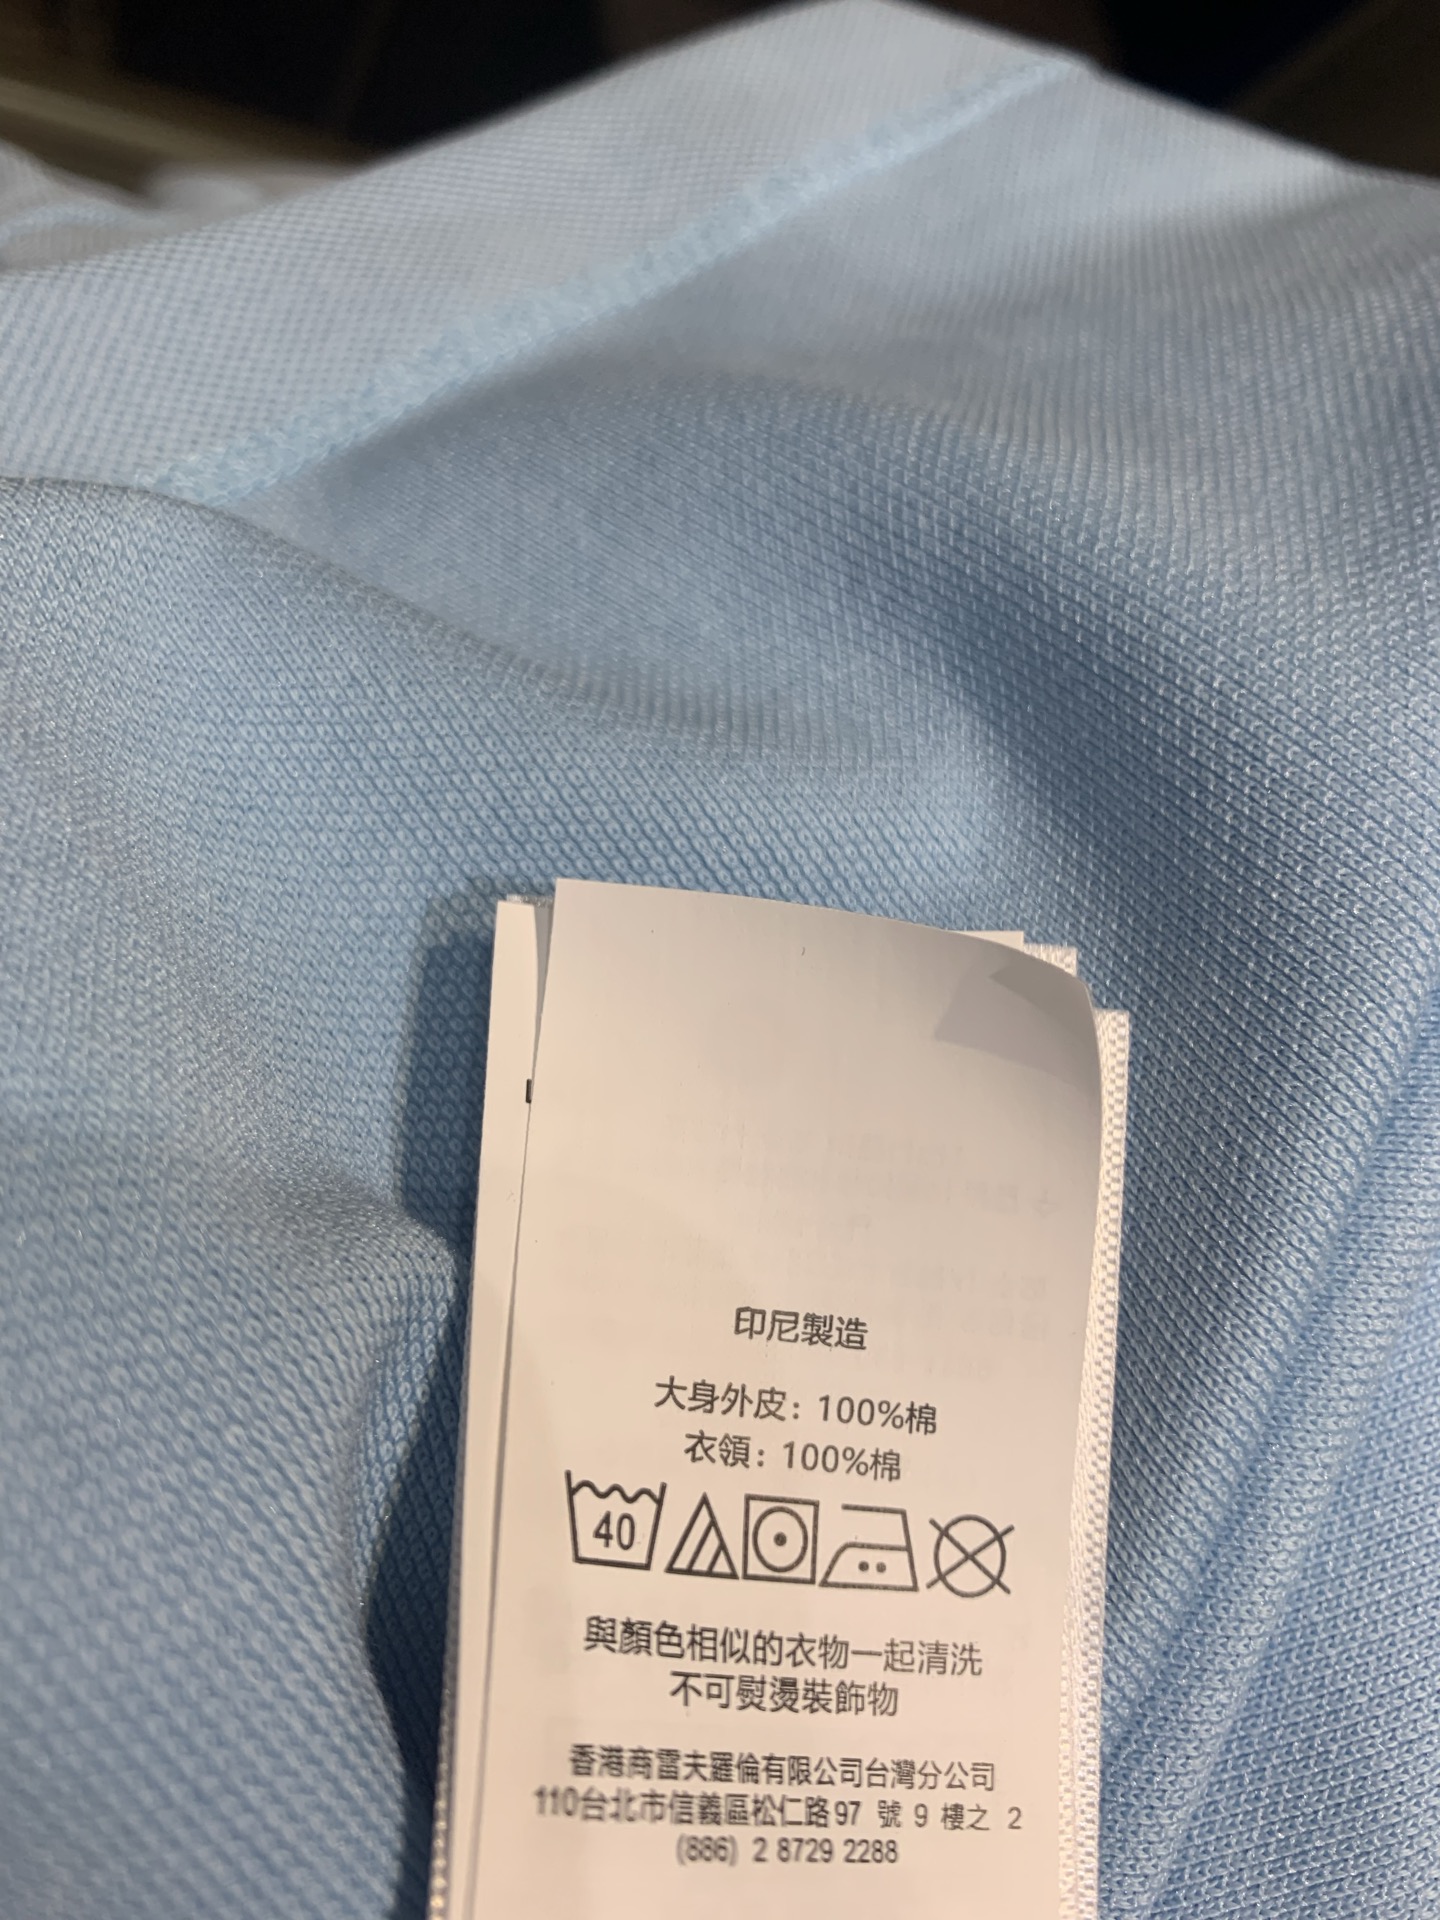 印尼製造
大身外皮：100%棉
衣領：100%棉
40
與顏色相似的衣物一起清洗
不可熨燙裝飾物
香港商雷夫羅倫有限公司台灣分公司
110台北市信義區松仁路97 號 9 樓之 2
(886) 2 8729 2288